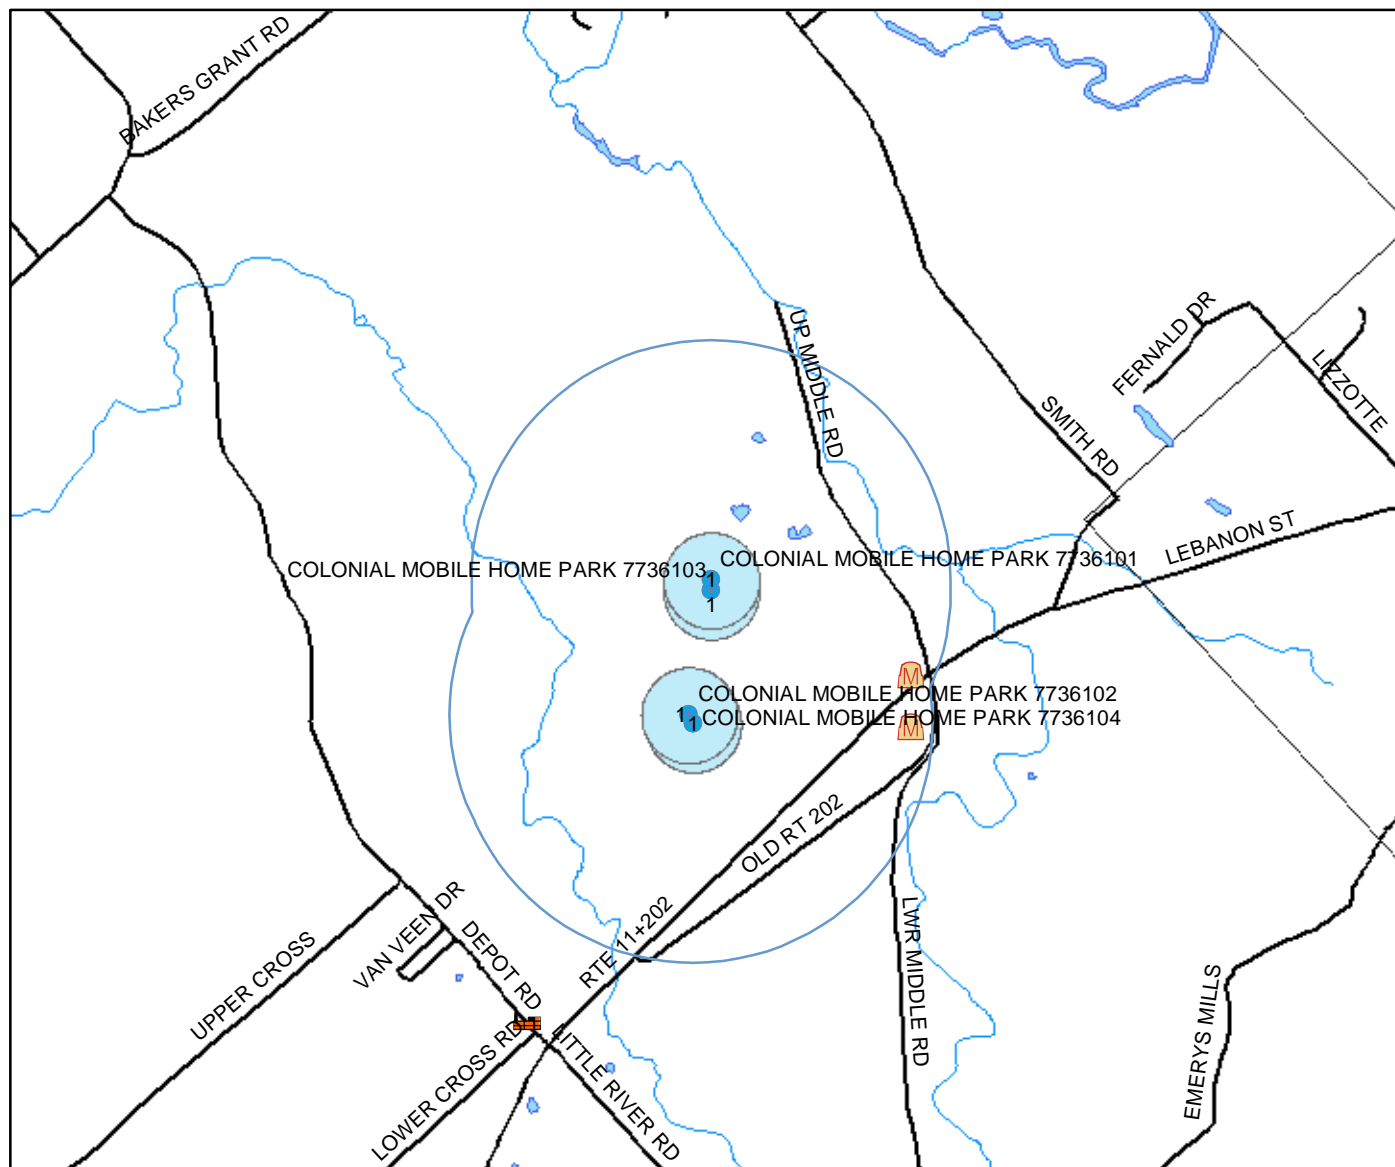 BAKERS GRANT RD
UP MIDDLE RD
FERNALD DR
LIZZOTTE
SMITH RD
LEBANON ST
COLONIAL MOBILE HOME PARK 7736101
COLONIAL MOBILE HOME PARK 7736103
1
1
M
COLONIAL MOBILE HOME PARK 7736102
1
COLONIAL MOBILE HOME PARK 7736104
1
M
OLD RT 202
VAN VEEN DR
DEPOT RD
RTE 11+202
LWR MIDDLE RD
UPPER CROSS
LOWER CROSS RD
LITTLE RIVER RD
EMERYS MILLS